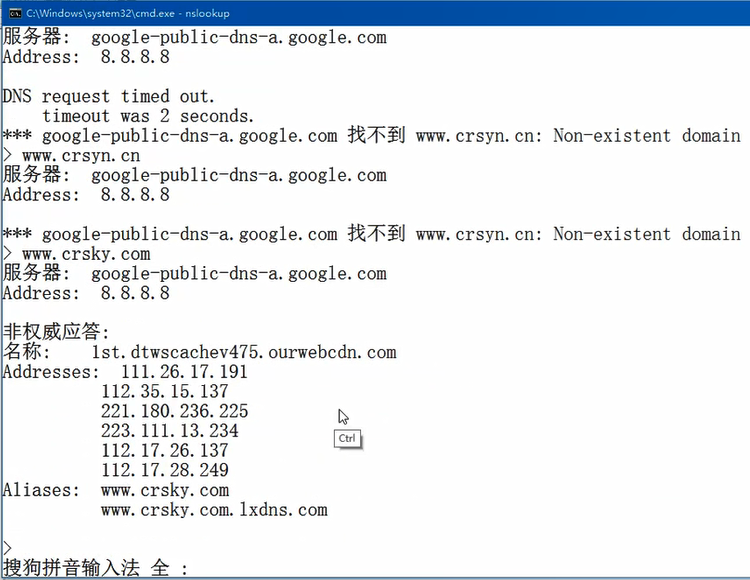 C:\Windows\system32\cmd.exe - nslookup
服务器: google-public-dns-a.google.com
Address: 8.8.8.8
DNS request timed out.
timeout was 2 seconds.
*** google-public-dns-a.google.com 找不到 www.crsyn.cn: Non-existent domain
> www.crsyn.cn
服务器: google-public-dns-a.google.com
Address: 8.8.8.8
*** google-public-dns-a.google.com 找不到 www.crsyn.cn: Non-existent domain
> www.crsky.com
服务器: google-public-dns-a.google.com
Address: 8.8.8.8
非权威应答:
名称: lst.dtwscachev475.ourwebcdn.com
Addresses: 111.26.17.191
112.35.15.137
221.180.236.225
223.111.13.234
112.17.26.137
112.17.28.249
Aliases: www.crsky.com
www.crsky.com.lxdns.com
>
搜狗拼音输入法 全 :
Ctrl